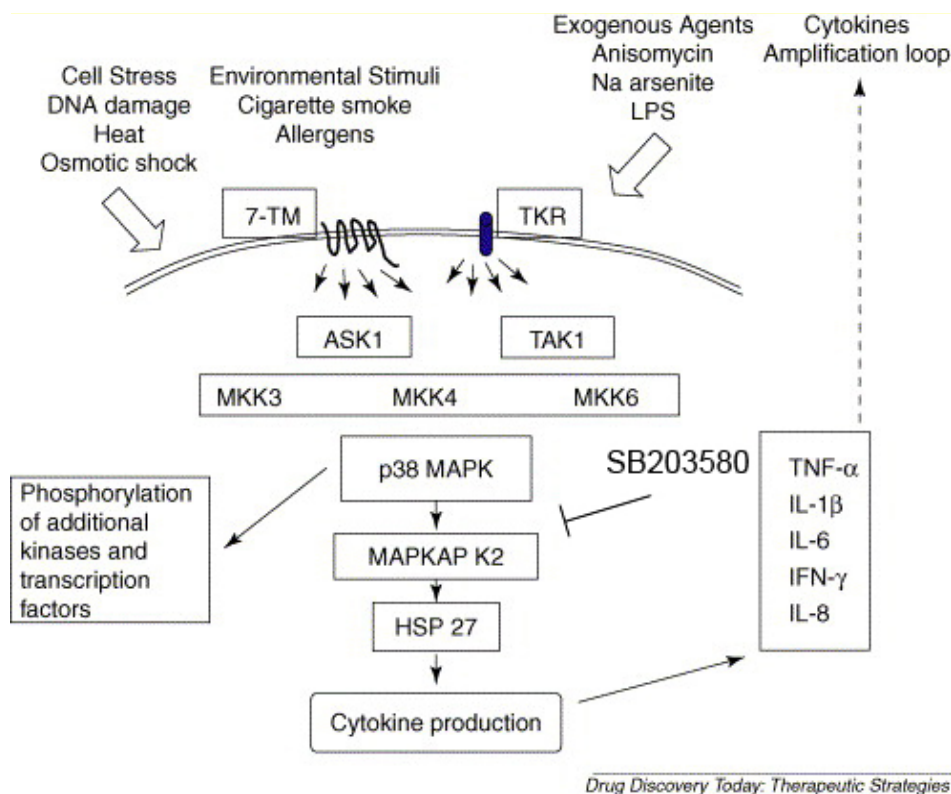 Exogenous Agents
Anisomycin
Na arsenite
LPS
Cytokines
Amplification loop
Cell Stress
DNA damage
Heat
Osmotic shock
Environmental Stimuli
Cigarette smoke
Allergens
7-TM
TKR
ASK1
TAK1
MKK3 MKK4 MKK6
p38 MAPK
SB203580
TNF-α
IL-1β
IL-6
IFN-γ
IL-8
Phosphorylation
of additional
kinases and
transcription
factors
MAPKAP K2
HSP 27
Cytokine production
Drug Discovery Today: Therapeutic Strategies